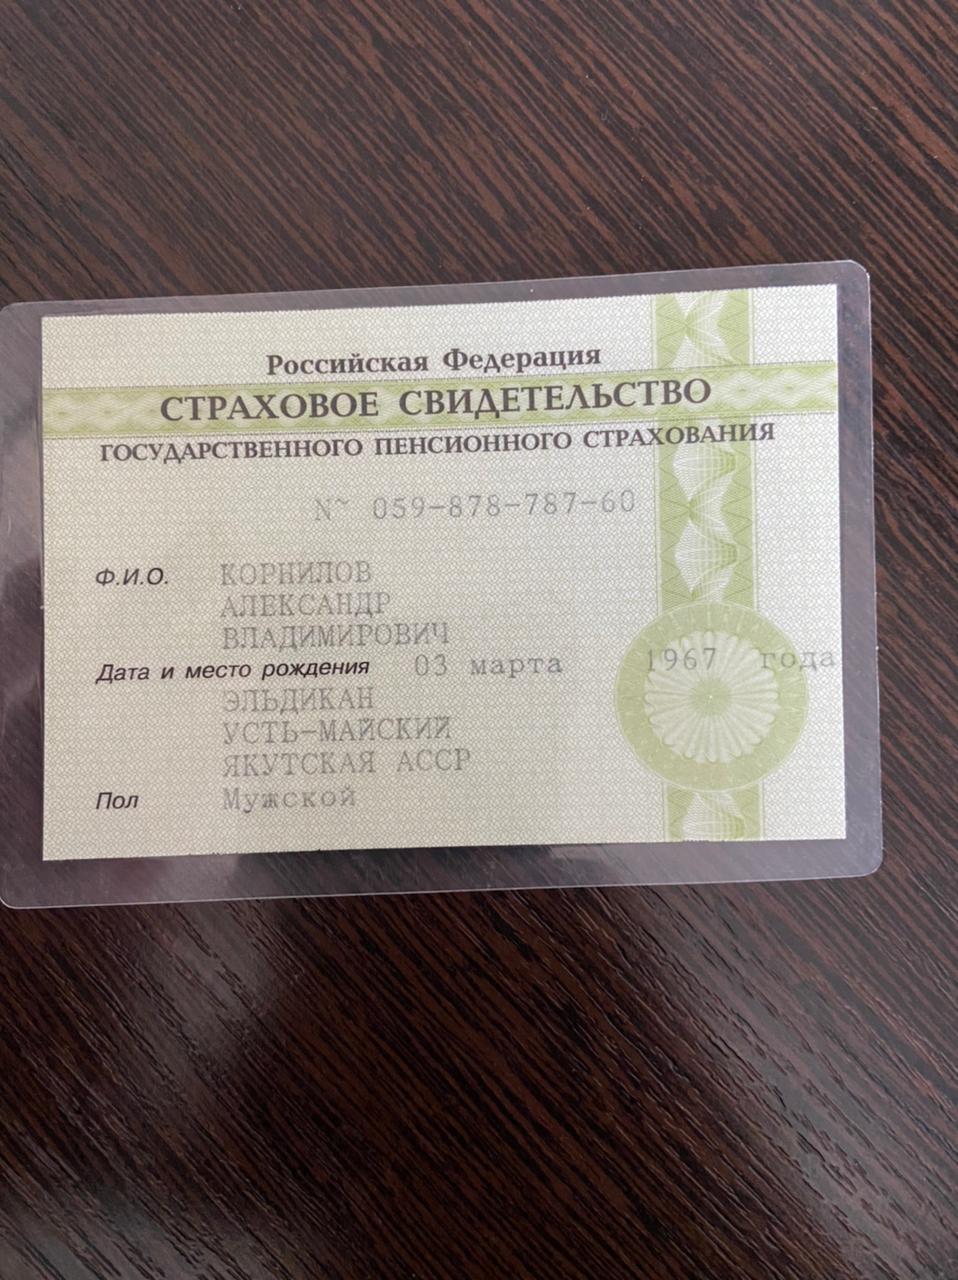 Российская Федерация
СТРАХОВОЕ СВИДЕТЕЛЬСТВО
ГОСУДАРСТВЕННОГО ПЕНСИОННОГО СТРАХОВАНИЯ
N~ 059-878-787-60
Ф.И.О. КОРНИЛОВ
АЛЕКСАНДР
ВЛАДИМИРОВИЧ
Дата и место рождения 03 марта 1967 года
ЭЛЬДИКАН
УСТЬ-МАЙСКИЙ
ЯКУТСКАЯ АССР
Пол Мужской